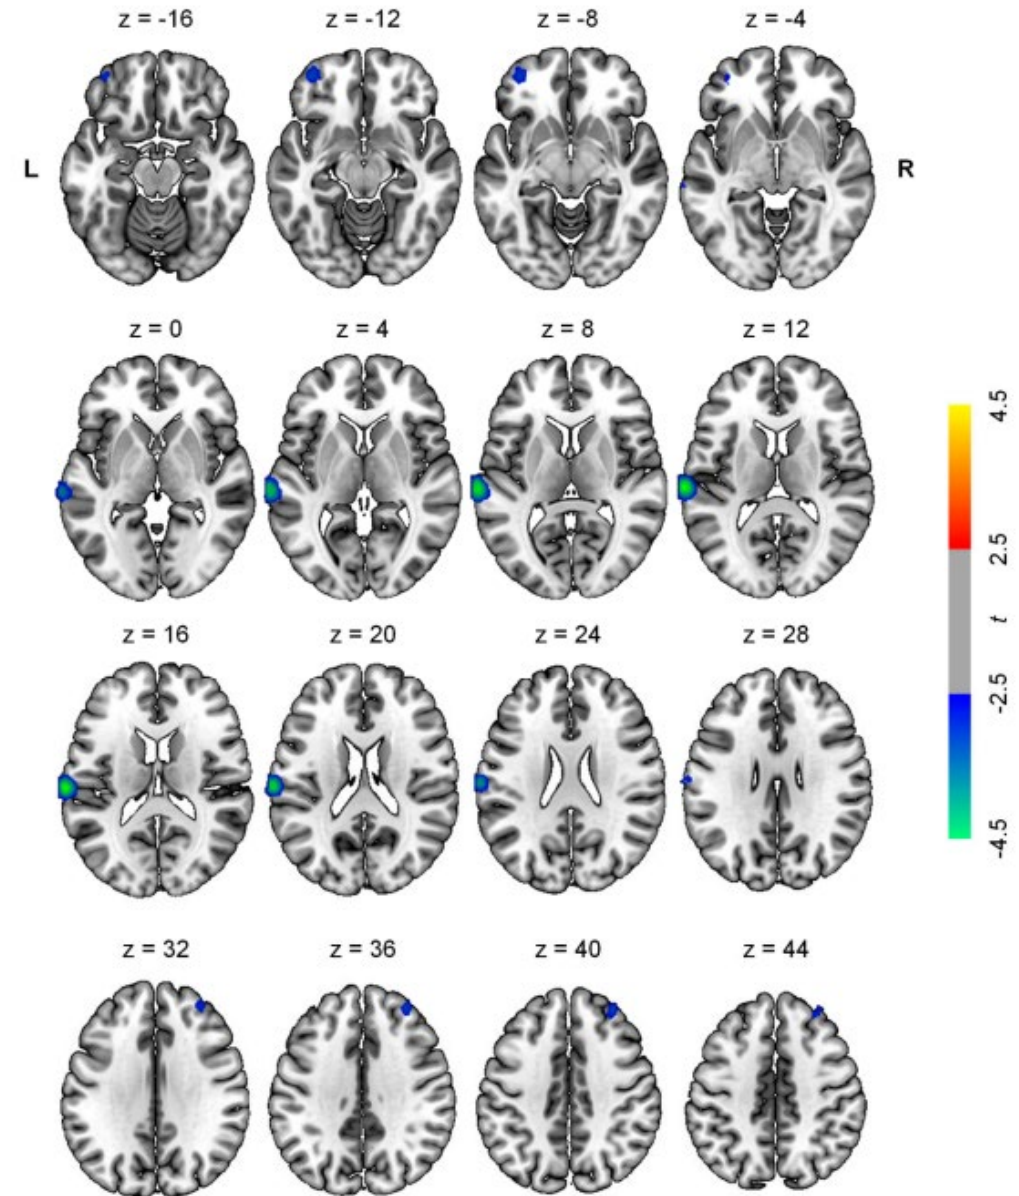 z = -16 z = -12 z = -8 z = -4
L R
z = 0 z = 4 z = 8 z = 12
4.5
2.5
t
-2.5
-4.5
z = 16 z = 20 z = 24 z = 28
z = 32 z = 36 z = 40 z = 44